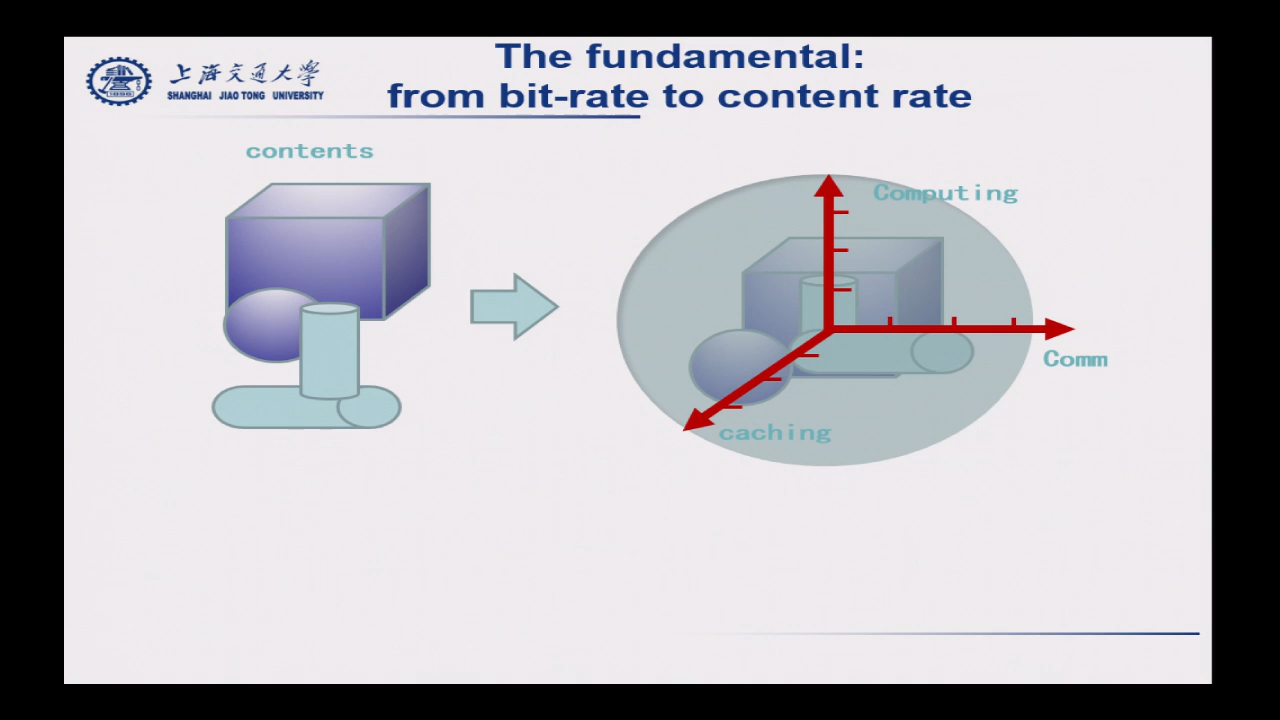 The fundamental:
from bit-rate to content rate
上海交通大学
SHANGHAI JIAO TONG UNIVERSITY
1896
contents
Computing
Comm
caching